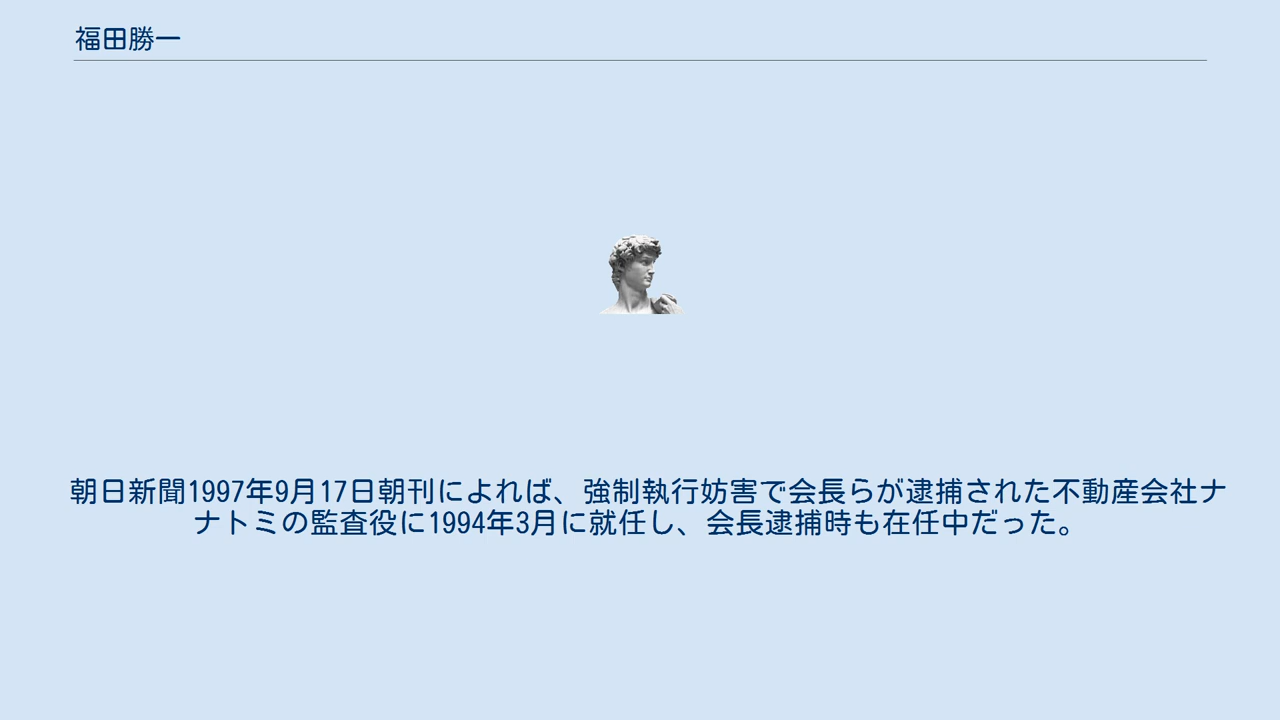 福田勝一
朝日新聞1997年9月17日朝刊によれば、強制執行妨害で会長らが逮捕された不動産会社ナ
ナトミの監査役に1994年3月に就任し、会長逮捕時も在任中だった。